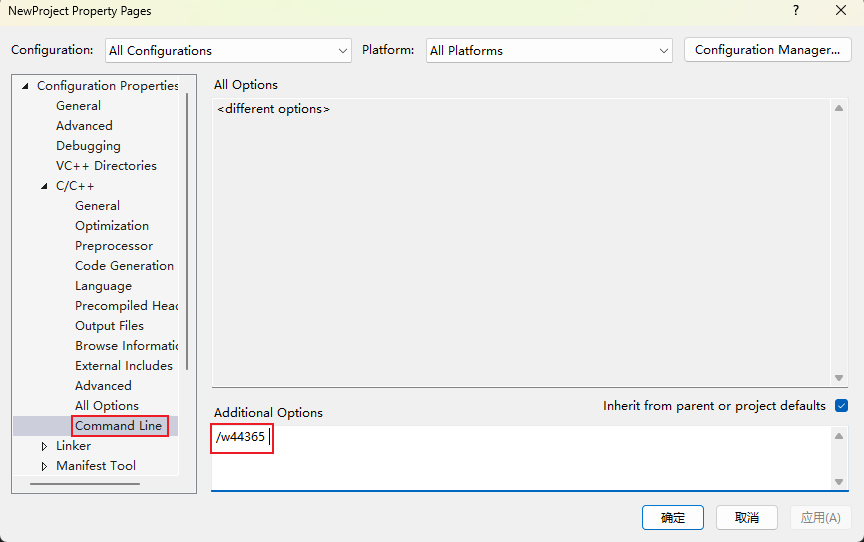 NewProject Property Pages
?
Configuration: All Configurations Platform: All Platforms Configuration Manager...
Configuration Properties
General
Advanced
Debugging
VC++ Directories
C/C++
General
Optimization
Preprocessor
Code Generation
Language
Precompiled Head
Output Files
Browse Informatic
External Includes
Advanced
All Options
Command Line
Linker
Manifest Tool
All Options
<different options>
Additional Options
Inherit from parent or project defaults
/w44365
确定 取消 应用(A)